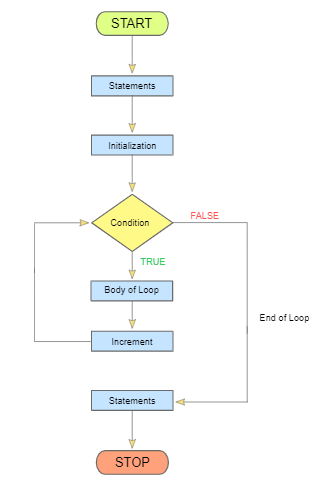 START
Statements
Initialization
Condition
FALSE
TRUE
Body of Loop
End of Loop
Increment
Statements
STOP